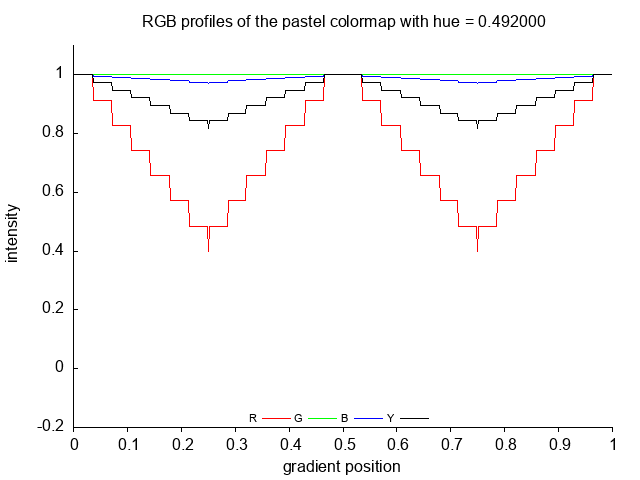 RGB profiles of the pastel colormap with hue = 0.492000
1
0.8
0.6
0.4
0.2
0
-0.2
intensity
R G B Y
0 0.1 0.2 0.3 0.4 0.5 0.6 0.7 0.8 0.9 1
gradient position